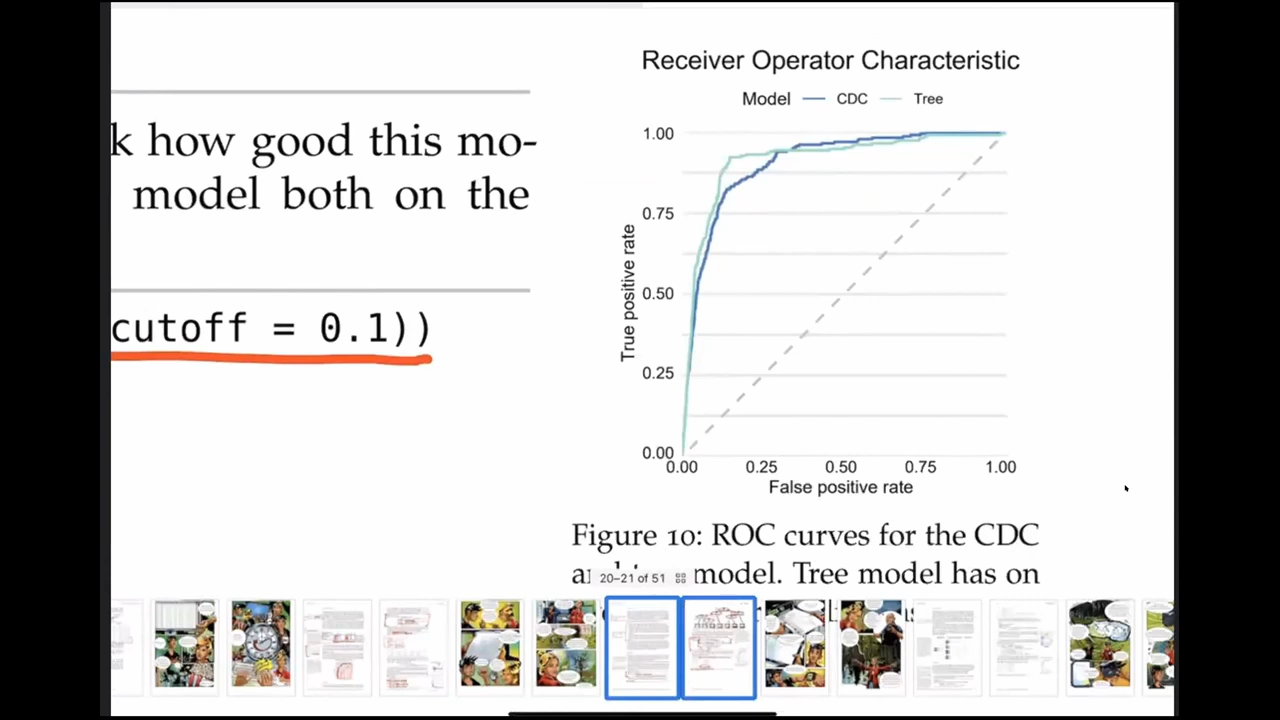 k how good this mo-
model both on the
cutoff = 0.1))
Receiver Operator Characteristic
Model CDC Tree
1.00
0.75
0.50
0.25
0.00
True positive rate
0.00 0.25 0.50 0.75 1.00
False positive rate
Figure 10: ROC curves for the CDC
model. Tree model has on
20–21 of 51